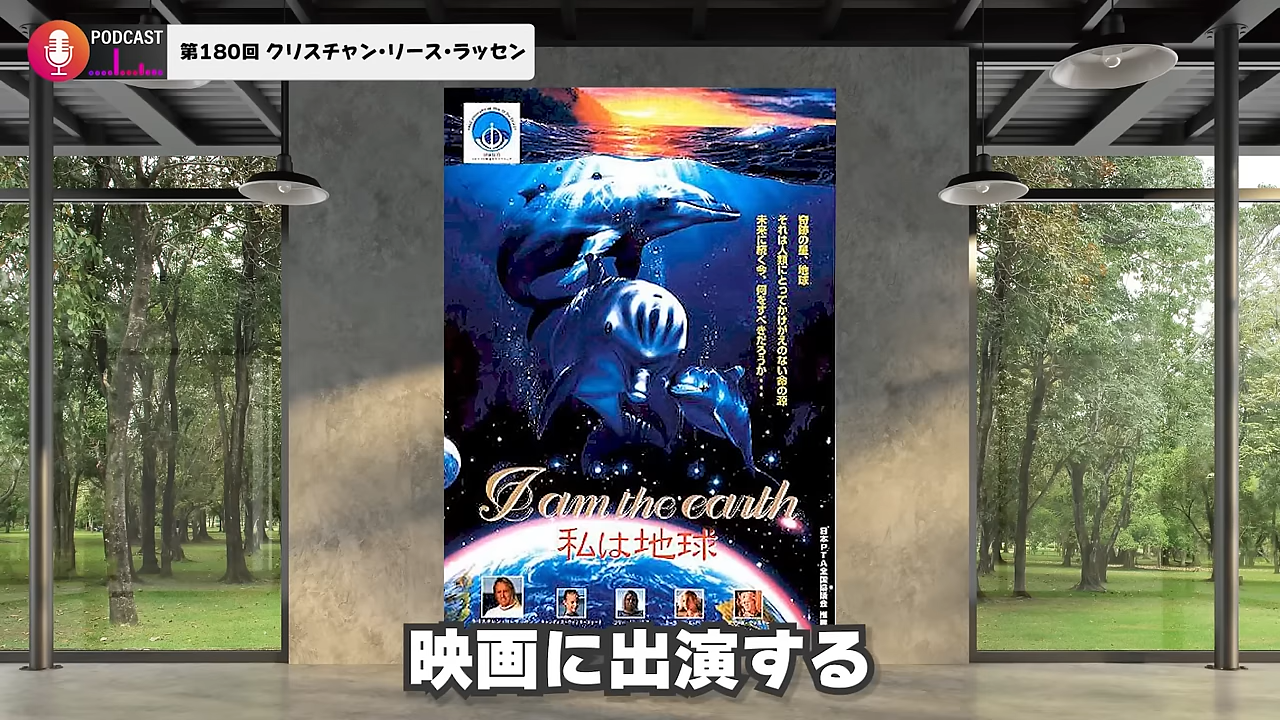 PODCAST
第180回 クリスチャン・リース・ラッセン
奇跡の星、地球
それは人類にとってかけがえのない命の源
未来に続く今、何をすべきだろうか・・・
I am the earth
私は地球
日本PTA全国協議会 推
映画に出演する